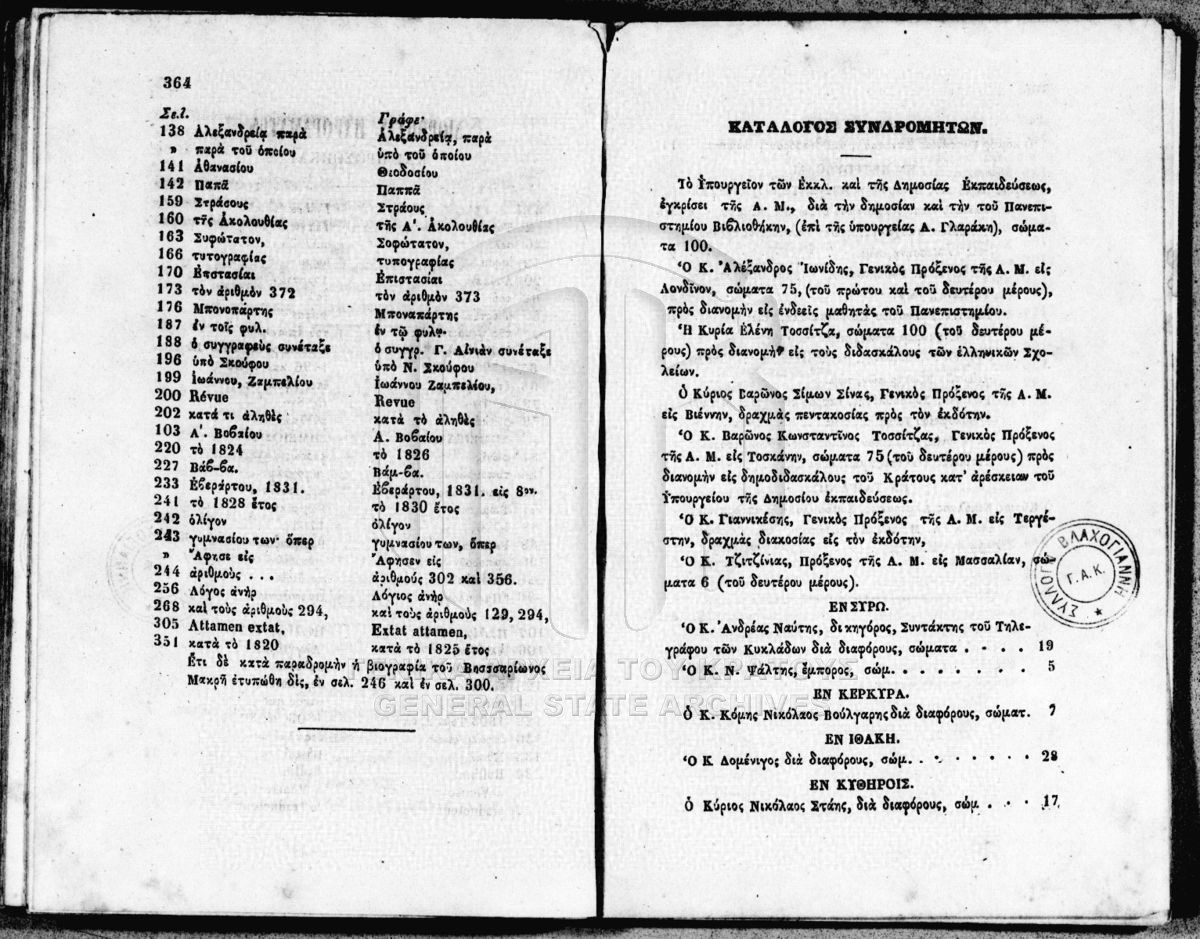 364
Σελ. Γράφε·
138 Ἀλεξανδρείᾳ παρὰ Ἀλεξανδρείᾳ, παρὰ
» παρὰ τοῦ ὁποίου ὑπὸ τοῦ ὁποίου
141 Ἀθανασίου Θεοδοσίου
142 Παπᾶ Παππᾶ
159 Στράσους Στράους
160 τῆς Ἀκολουθίας τῆς Α΄. Ἀκολουθίας
163 Συφώτατον, Σοφώτατον,
166 τυτογραφίας τυπογραφίας
170 Ἐπστασίαι Ἐπιστασίαι
173 τὸν ἀριθμὸν 372 τὸν ἀριθμὸν 373
176 Μπονοπάρτης Μποναπάρτης
187 ἐν τοῖς φυλ. ἐν τῷ φυλ·
188 ὁ συγγραφεὺς συνέταξε ὁ συγγρ. Γ. Αἰνιὰν συνέταξε
196 ὑπὸ Σκούφου ὑπὸ Ν. Σκούφου
199 Ἰωάννου, Ζαμπελίου Ἰωάννου Ζαμπελίου,
200 Révue Revue
202 κατά τι ἀληθὲς κατὰ τὸ ἀληθὲς
103 Α΄. Βοβαίου Α. Βοβαίου
220 τὸ 1824 τὸ 1826
227 Βάβ-βα. Βάμ-βα.
233 Ἐβεράρτου, 1831. Ἐβεράρτου, 1831. εἰς 8ον.
241 τὸ 1828 ἔτος τὸ 1830 ἔτος
242 ὀλίγον ὀλίγον
243 γυμνασίου των· ὅπερ γυμνασίου των, ὅπερ
» Ἄφησε εἰς Ἄφησεν εἰς
244 ἀριθμοὺς ... ἀριθμούς 302 καὶ 356.
256 Λόγος ἀνὴρ Λόγιος ἀνὴρ
268 καὶ τοὺς ἀριθμοὺς 294, καὶ τοὺς ἀριθμοὺς 129, 294,
305 Attamen extat, Extat attamen,
351 κατὰ τὸ 1820 κατὰ τὸ 1825 ἔτος
Ἔτι δὲ κατὰ παραδρομὴν ἡ βιογραφία τοῦ Βησσσαρίωνος
Μακρῆ ἐτυπώθη δὶς, ἐν σελ. 246 καὶ ἐν σελ. 300.
ΚΑΤΑΛΟΓΟΣ ΣΥΝΔΡΟΜΗΤΩΝ.
Τὸ Ὑπουργεῖον τῶν Ἐκκλ. καὶ τῆς Δημοσίας Ἐκπαιδεύσεως,
ἐγκρίσει τῆς Α. Μ., διὰ τὴν δημοσίαν καὶ τὴν τοῦ Πανεπι-
στημίου Βιβλιοθήκην, (ἐπὶ τῆς ὑπουργείας Δ. Γλαράκη), σώμα-
τα 100.
Ὁ Κ. Ἀλέξανδρος Ἰωνίδης, Γενικὸς Πρόξενος τῆς Α. Μ. εἰς
Λονδῖνον, σώματα 75, (τοῦ πρώτου καὶ τοῦ δευτέρου μέρους),
πρὸς διανομὴν εἰς ἐνδεεῖς μαθητὰς τοῦ Πανεπιστημίου.
Ἡ Κυρία Ἑλένη Τοσσίτζα, σώματα 100 (τοῦ δευτέρου μέ-
ρους) πρὸς διανομὴν εἰς τοὺς διδασκάλους τῶν ἑλληνικῶν Σχο-
λείων.
Ὁ Κύριος Βαρῶνος Σίμων Σίνας, Γενικὸς Πρόξενος τῆς Α. Μ
εἰς Βιέννην, δραχμὰς πεντακοσίας πρὸς τὸν ἐκδότην.
Ὁ Κ. Βαρῶνος Κωνσταντῖνος Τοσσίτζας, Γενικὸς Πρόξενος
τῆς Α. Μ εἰς Τοσκάνην, σώματα 75 (τοῦ δευτέρου μέρους) πρὸς
διανομὴν εἰς δημοδιδασκάλους τοῦ Κράτους κατ' ἀρέσκειαν τοῦ
Ὑπουργείου τῆς Δημοσίου ἐκπαιδεύσεως.
Ὁ Κ. Γιαννικέσης, Γενικὸς Πρόξενος τῆς Α. Μ εἰς Τεργέ-
στην, δραχμὰς διακοσίας εἰς τὸν ἐκδότην,
Ὁ Κ. Τζιτζίνιας, Πρόξενος τῆς Α. Μ εἰς Μασσαλίαν, σώ-
ματα 6 (τοῦ δευτέρου μέρους).
ΕΝ ΣΥΡΩ.
Ὁ Κ. Ἀνδρέας Ναύτης, δικηγόρος, Συντάκτης τοῦ Τηλε-
γράφου τῶν Κυκλάδων διὰ διαφόρους, σώματα . . . . 19
Ὁ Κ. Ν. Ψάλτης, ἔμπορος, σώμ. . . . . . . . 5
ΕΝ ΚΕΡΚΥΡΑ.
Ὁ Κ. Κόμης Νικόλαος Βούλγαρης διὰ διαφόρους, σώματ. 7
ΕΝ ΙΘΑΚΗ.
Ὁ Κ Δομένιγος διὰ διαφόρους, σώμ. . . . . . . . 28
ΕΝ ΚΥΘΗΡΟΙΣ.
Ὁ Κύριος Νικόλαος Στάης, διὰ διαφόρους, σώμ . . . 17
ΣΥΛΛΟΓΗ ΒΛΑΧΟΓΙΑΝΝΗ
Γ.Α.Κ.
ΓΕΝΙΚΑ ΑΡΧΕΙΑ ΤΟΥ ΚΡΑΤΟΥΣ
GENERAL STATE ARCHIVES